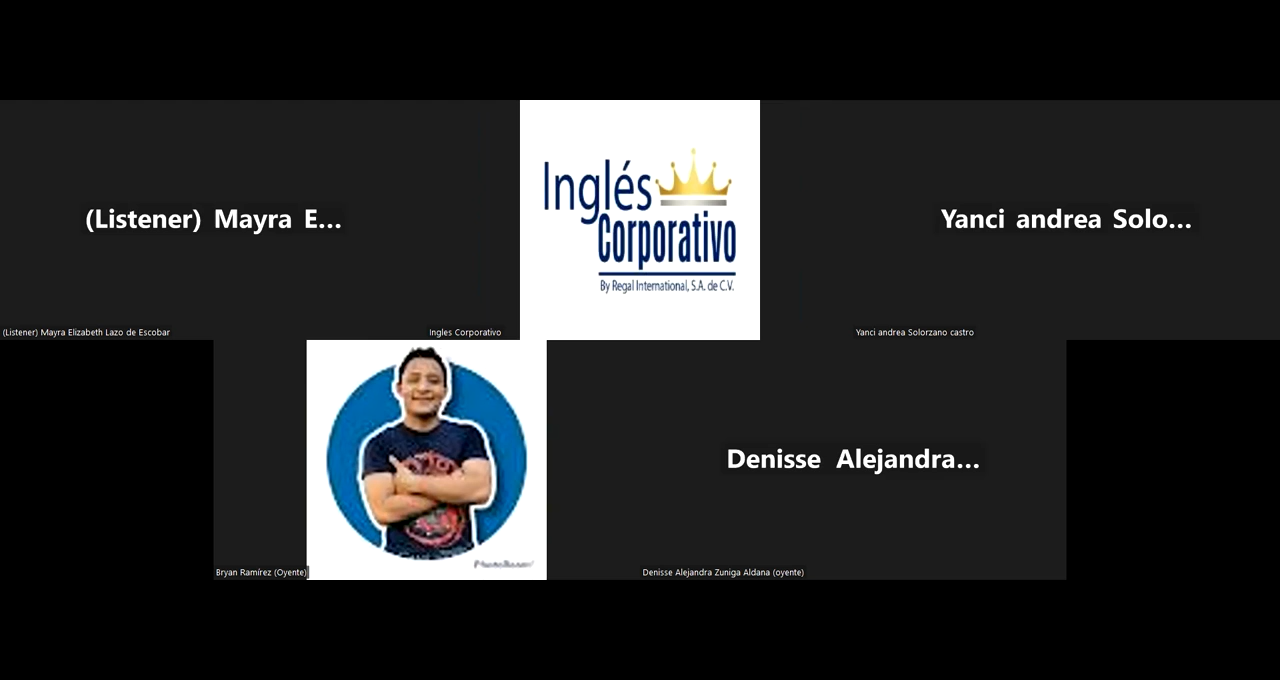 (Listener) Mayra E...
Inglés
Corporativo
By Regal International, S.A. de C.V.
Yanci andrea Solo...
(Listener) Mayra Elizabeth Lazo de Escobar
Ingles Corporativo
Yanci andrea Solorzano castro
Denisse Alejandra...
Bryan Ramírez (Oyente)
Denisse Alejandra Zuniga Aldana (oyente)